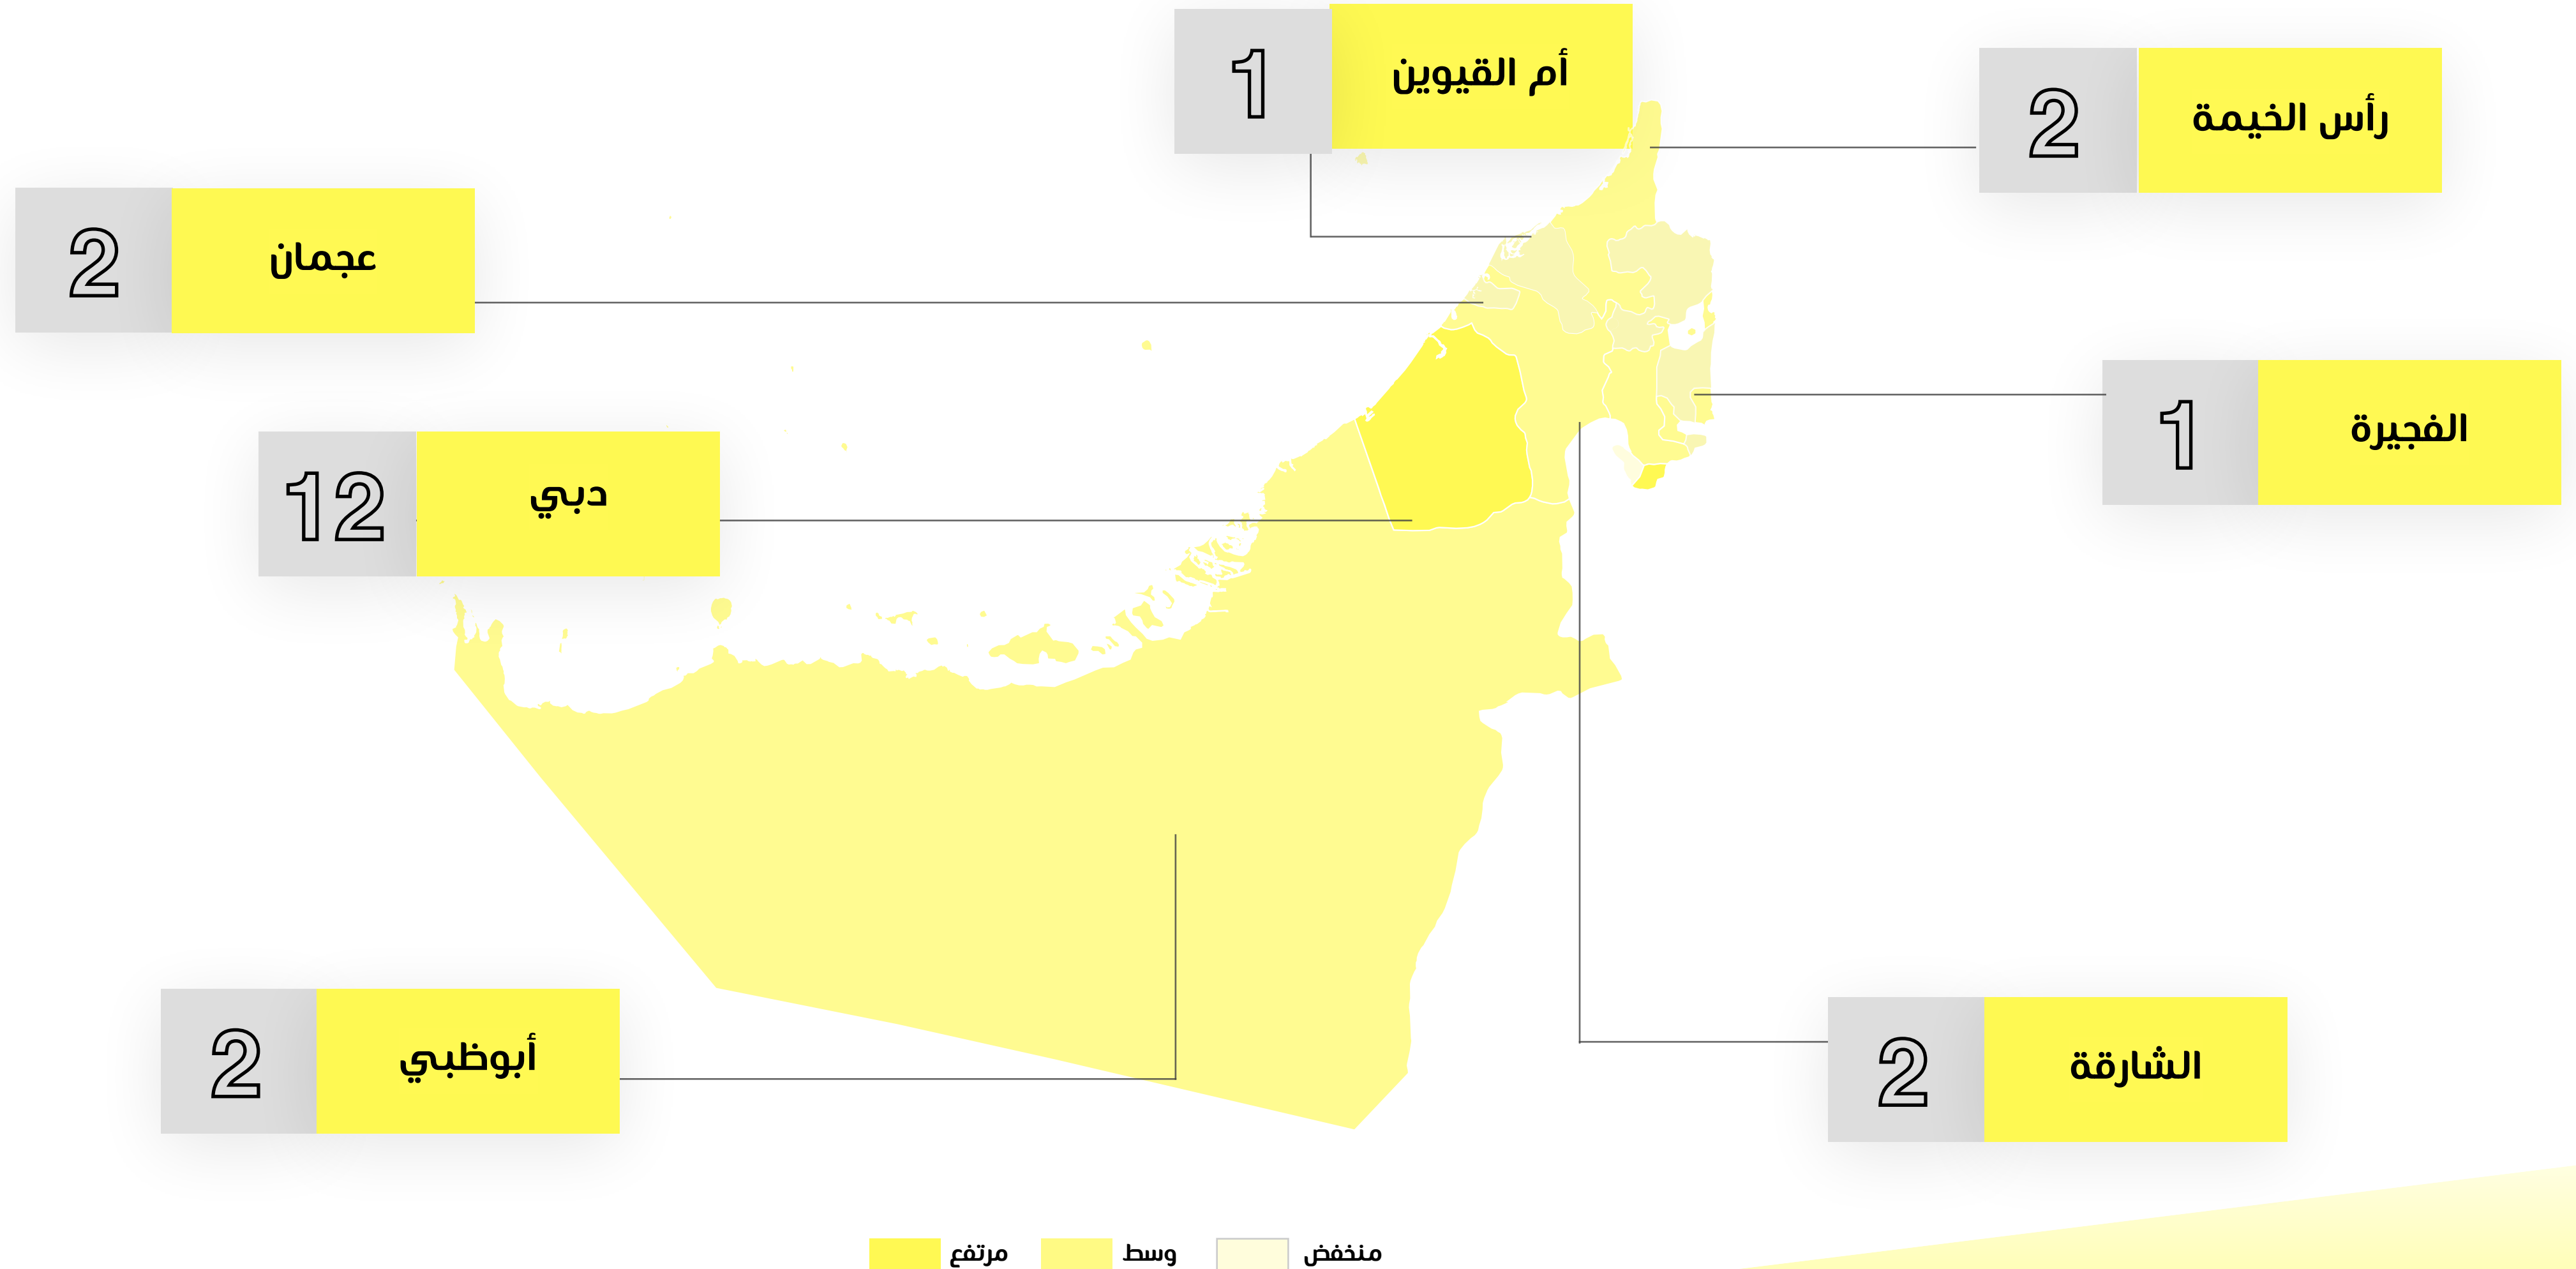 أم القيوين
1
رأس الخيمة
2
عجمان
2
الفجيرة
1
دبي
12
أبوظبي
2
الشارقة
2
منخفض
وسط
مرتفع